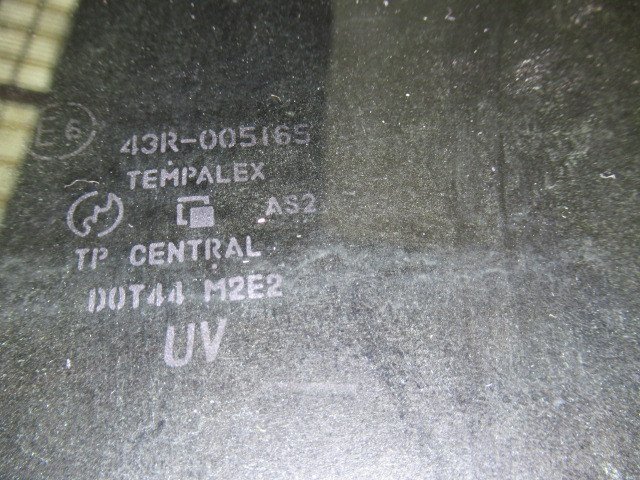 E6 43R-005165
TEMPALEX
AS2
TP CENTRAL
DOT44 M2E2
UV